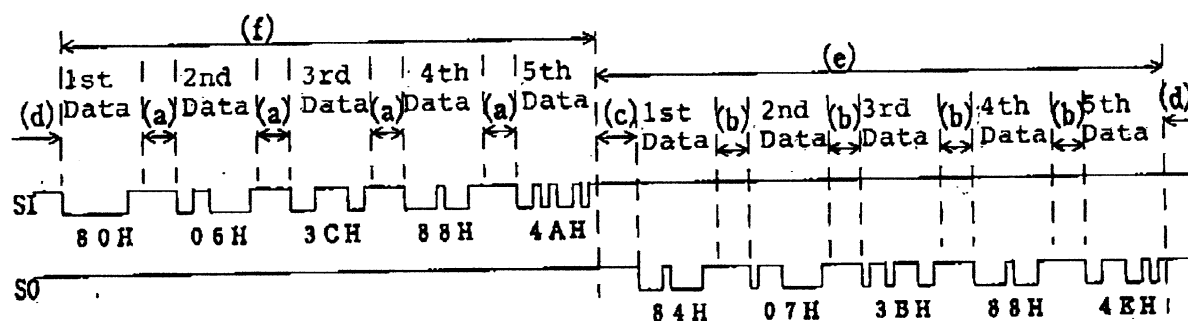 (f)
(e)
1st Data
2nd Data
3rd Data
4th Data
5th Data
(d)
(a)
(a)
(a)
(a)
(c)
1st Data
(b)
2nd Data
(b)
3rd Data
(b)
4th Data
(b)
5th Data
(d)
SI
80H
06H
3CH
88H
4AH
SO
84H
07H
3BH
88H
4EH